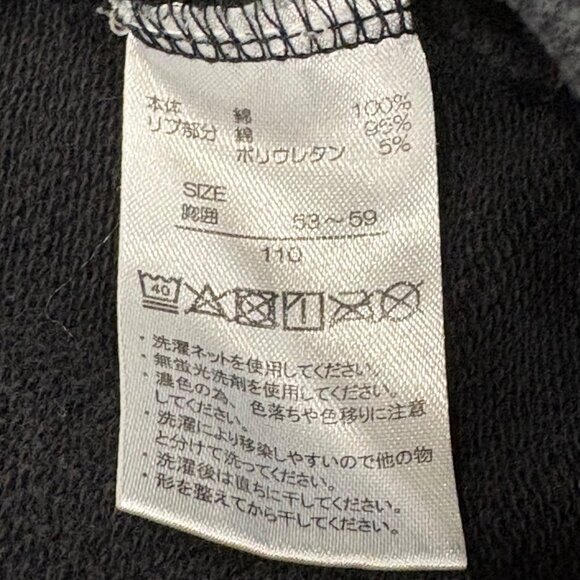 本体 綿 100%
リブ部分 綿 95%
ポリウレタン 5%
SIZE
胸囲 53～59
110
40
・洗濯ネットを使用してください。
・無蛍光洗剤を使用してください。
・濃色の為、色落ちや色移りに注意
してください。
・洗濯により移染しやすいので他の物
と分けて洗ってください。
・洗濯後は直ちに干してください。
・形を整えてから干してください。